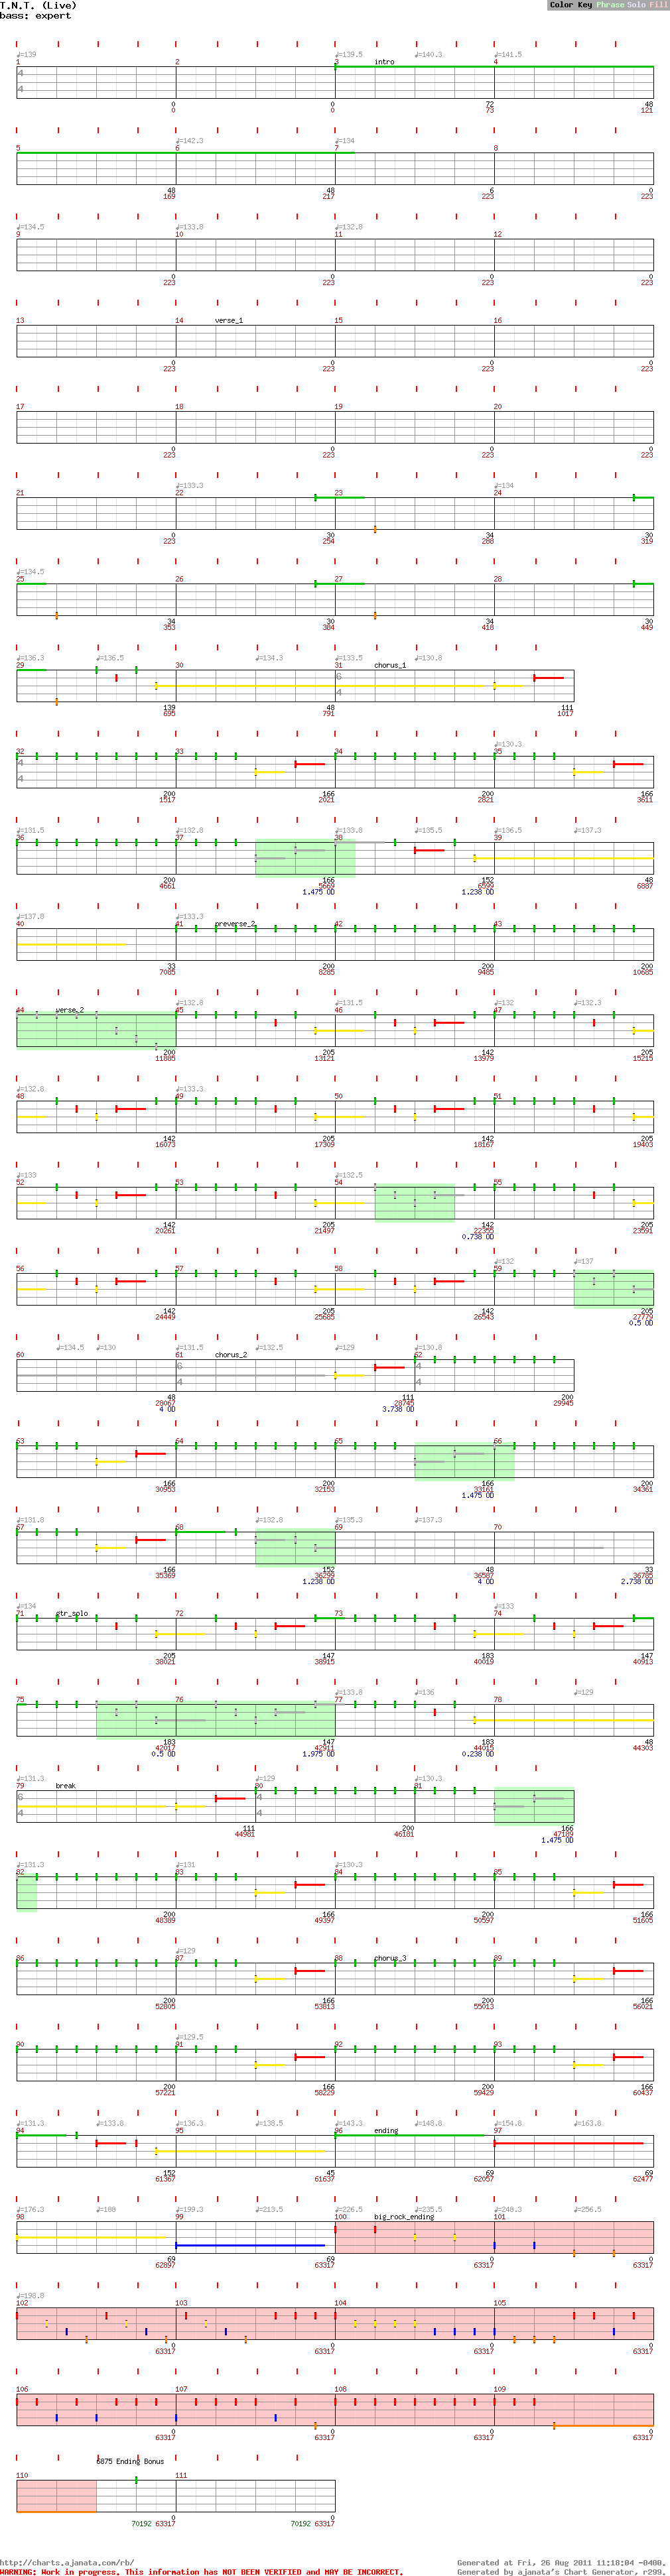 T.N.T. (Live)
Color Key Phrase Solo Fill
bass: expert
♩=139 ♩=139.5 ♩=140.3 ♩=141.5
1 2 3 intro 4
4
4
0 0 72 48
0 0 73 121
♩=142.3 ♩=134
5 6 7 8
48 48 6 0
169 217 223 223
♩=134.5 ♩=133.8 ♩=132.8
9 10 11 12
0 0 0 0
223 223 223 223
13 14 verse_1 15 16
0 0 0 0
223 223 223 223
17 18 19 20
0 0 0 0
223 223 223 223
♩=133.3 ♩=134
21 22 23 24
0 30 34 30
223 254 288 319
♩=134.5
25 26 27 28
34 30 34 30
353 384 418 449
♩=136.3 ♩=136.5 ♩=134.3 ♩=133.5 ♩=130.8
29 30 31 chorus_1
6
4
139 48 111
695 791 1017
♩=130.3
32 33 34 35
4
4
200 166 200 166
1517 2021 2821 3611
♩=131.5 ♩=132.8 ♩=133.8 ♩=135.5 ♩=136.5 ♩=137.3
36 37 38 39
200 166 152 48
4661 5669 6599 6887
1.475 OD 1.238 OD
♩=137.8 ♩=133.3
40 41 preverse_2 42 43
33 200 200 200
7085 8285 9485 10685
♩=132.8 ♩=131.5 ♩=132 ♩=132.3
44 verse_2 45 46 47
200 205 142 205
11885 13121 13979 15215
♩=132.8 ♩=133.3
48 49 50 51
142 205 142 205
16073 17309 18167 19403
♩=133 ♩=132.5
52 53 54 55
142 205 142 205
20261 21497 22355 23591
0.738 OD
♩=132 ♩=137
56 57 58 59
142 205 142 205
24449 25685 26543 27779
0.5 OD
♩=134.5 ♩=130 ♩=131.5 ♩=132.5 ♩=129 ♩=130.8
60 61 chorus_2 62
6 4
4 4
48 111 200
28067 28745 29945
4 OD 3.738 OD
63 64 65 66
166 200 166 200
30953 32153 33161 34361
1.475 OD
♩=131.8 ♩=132.8 ♩=135.3 ♩=137.3
67 68 69 70
166 152 48 33
35369 36299 36587 36785
1.238 OD 4 OD 2.738 OD
♩=134 ♩=133
71 gtr_solo 72 73 74
205 147 183 147
38021 38915 40019 40913
♩=133.8 ♩=136 ♩=129
75 76 77 78
183 147 183 48
42017 42911 44015 44303
0.5 OD 1.975 OD 0.238 OD
♩=131.3 ♩=129 ♩=130.3
79 break 80 81
6 4
4 4
111 200 166
44981 46181 47189
1.475 OD
♩=131.3 ♩=131 ♩=130.3
82 83 84 85
200 166 200 166
48389 49397 50597 51605
♩=129
86 87 88 chorus_3 89
200 166 200 166
52805 53813 55013 56021
♩=129.5
90 91 92 93
200 166 200 166
57221 58229 59429 60437
♩=131.3 ♩=133.8 ♩=136.3 ♩=138.5 ♩=143.3 ♩=148.8 ♩=154.8 ♩=163.8
94 95 96 ending 97
152 45 69 69
61367 61637 62057 62477
♩=176.3 ♩=188 ♩=199.3 ♩=213.5 ♩=226.5 ♩=235.5 ♩=248.3 ♩=256.5
98 99 100 big_rock_ending 101
69 69 0 0
62897 63317 63317 63317
♩=198.8
102 103 104 105
0 0 0 0
63317 63317 63317 63317
106 107 108 109
0 0 0 0
63317 63317 63317 63317
6875 Ending Bonus
110 111
0 0
70192 63317 70192 63317
http://charts.ajanata.com/rb/
Generated at Fri, 26 Aug 2011 11:18:04 -0400.
WARNING: Work in progress. This information has NOT BEEN VERIFIED and MAY BE INCORRECT.
Generated by ajanata's Chart Generator, r299.